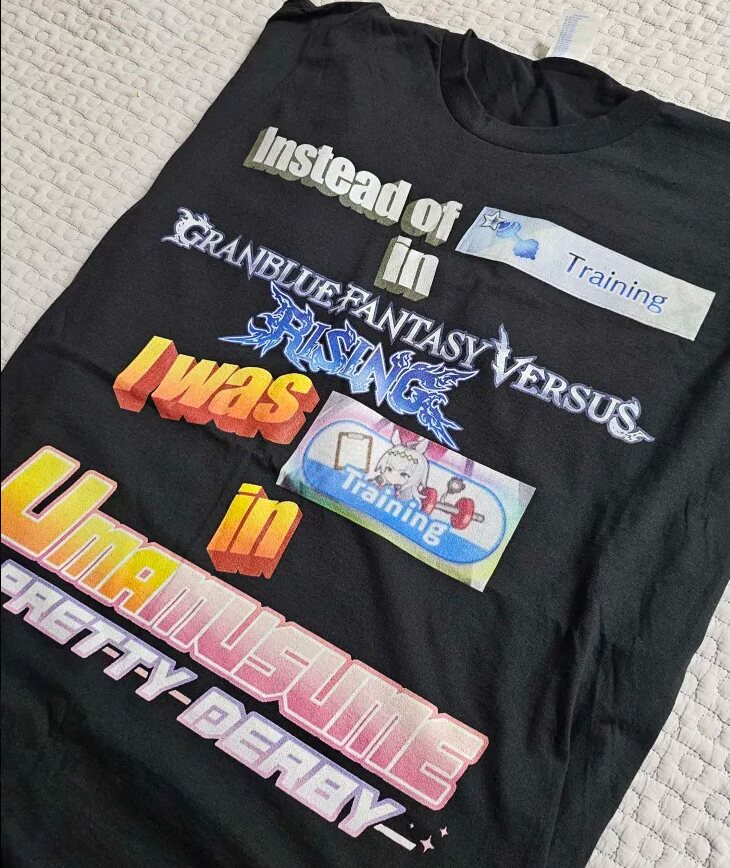 Instead of Training
in
GRANBLUE FANTASY VERSUS
RISING
I was Training
in
UMAMUSUME
PRETTY DERBY